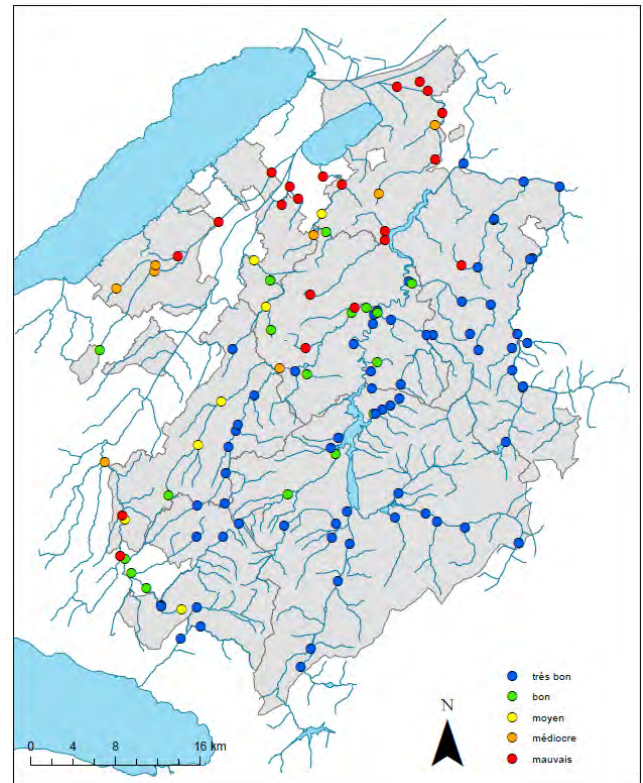 très bon
bon
N
moyen
médiocre
mauvais
0 4 8 16 km